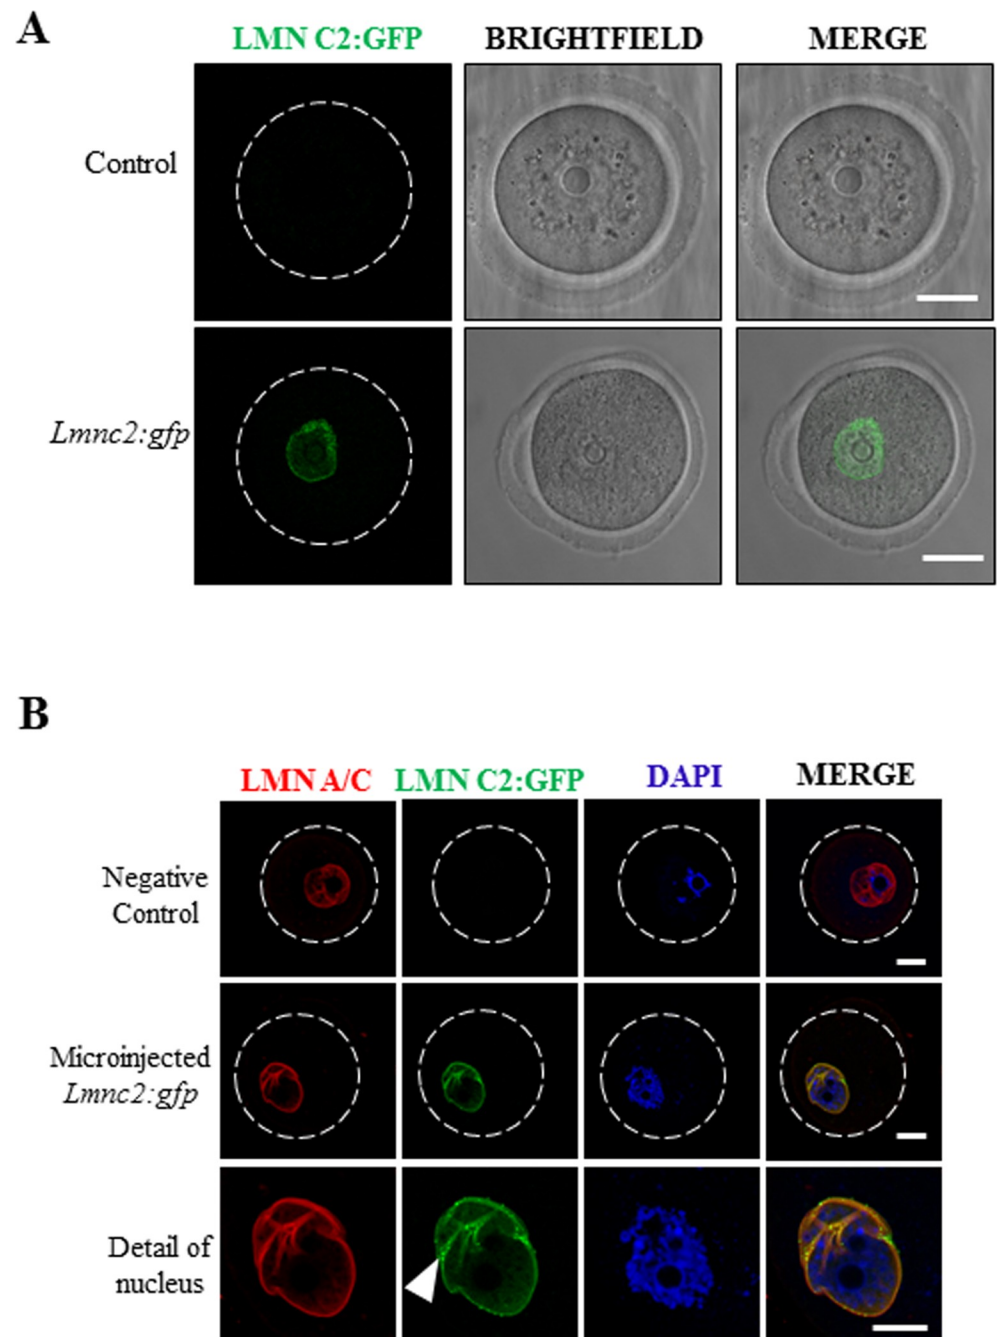 A
LMN C2:GFP BRIGHTFIELD MERGE
Control
Lmnc2:gfp
B
LMN A/C LMN C2:GFP DAPI MERGE
Negative
Control
Microinjected
Lmnc2:gfp
Detail of
nucleus